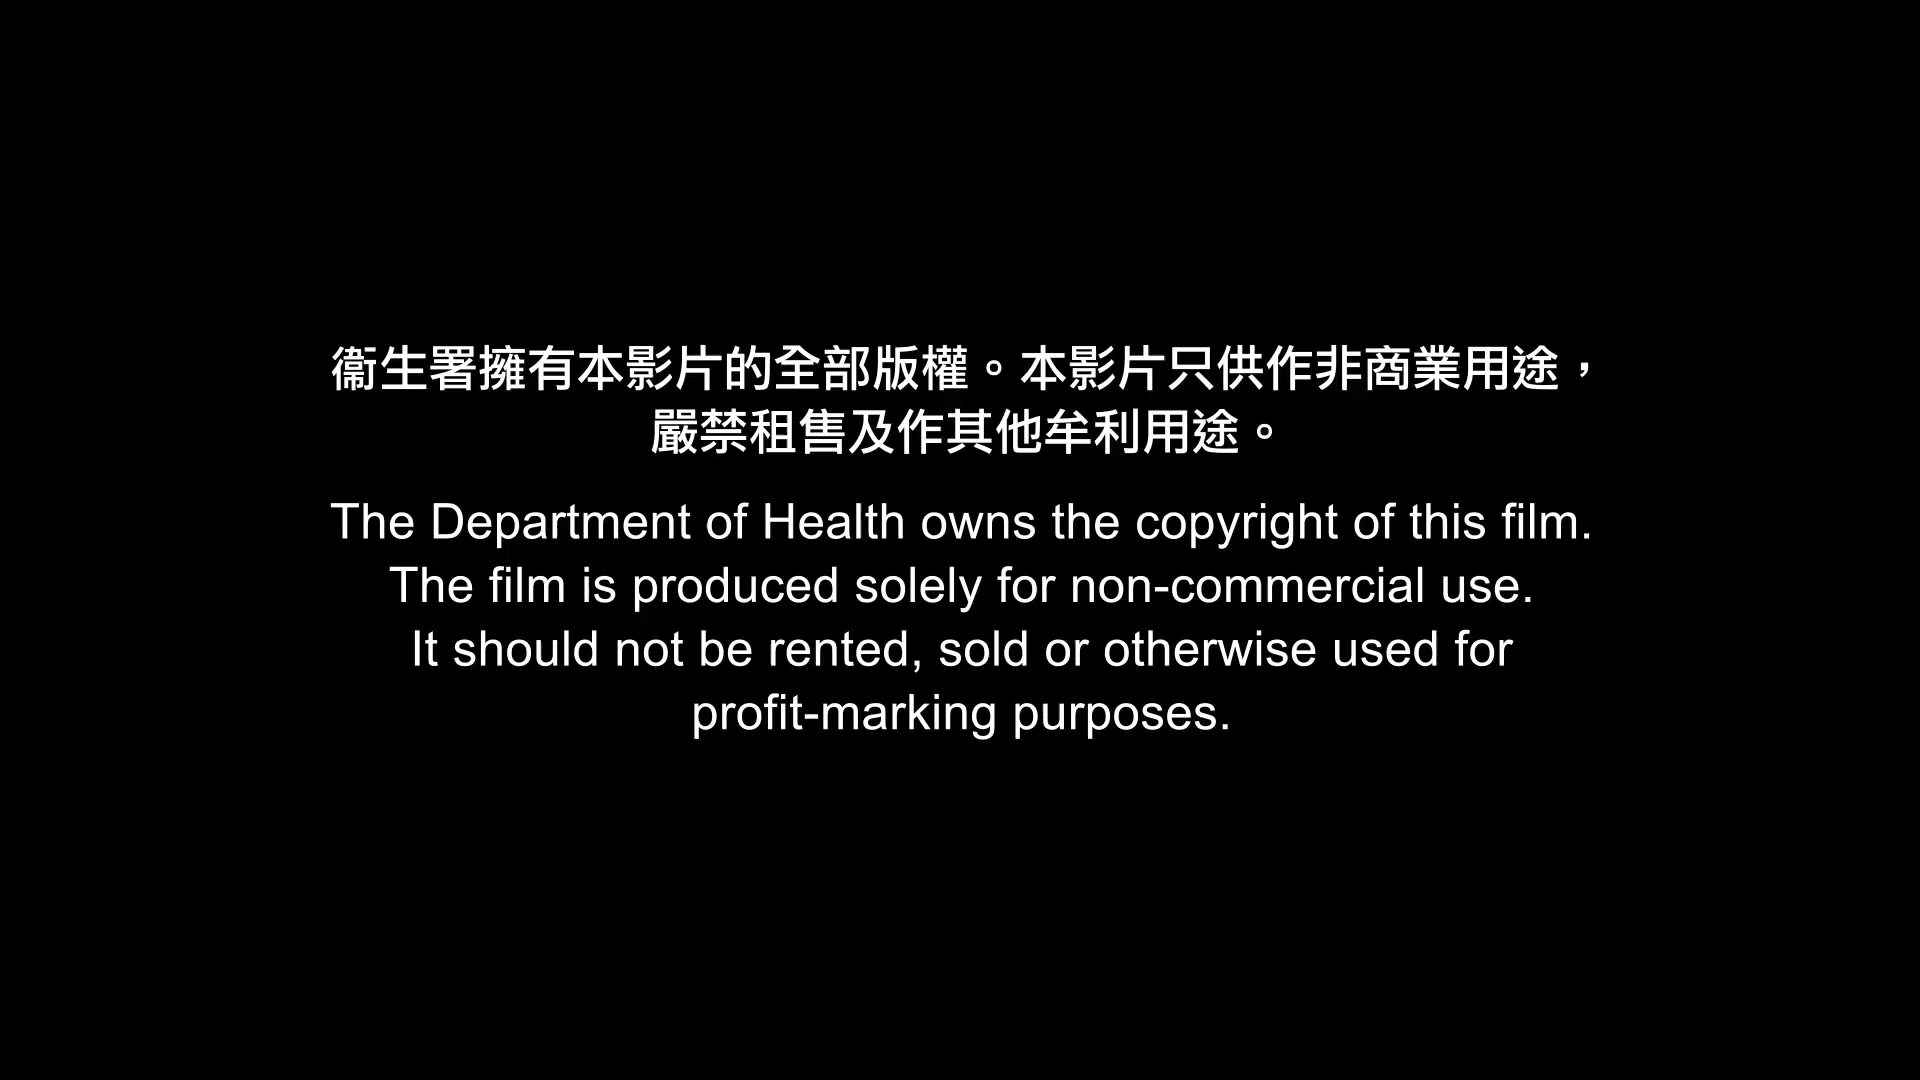 衞生署擁有本影片的全部版權。本影片只供作非商業用途，
嚴禁租售及作其他牟利用途。
The Department of Health owns the copyright of this film.
The film is produced solely for non-commercial use.
It should not be rented, sold or otherwise used for
profit-marking purposes.